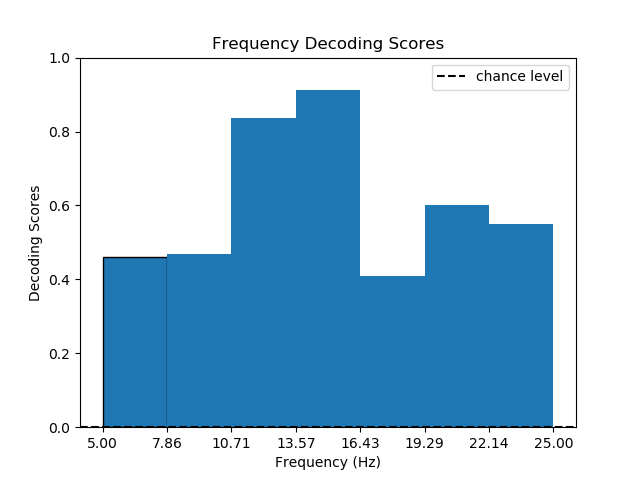 Frequency Decoding Scores
chance level
1.0
0.8
0.6
0.4
0.2
0.0
Decoding Scores
5.00 7.86 10.71 13.57 16.43 19.29 22.14 25.00
Frequency (Hz)